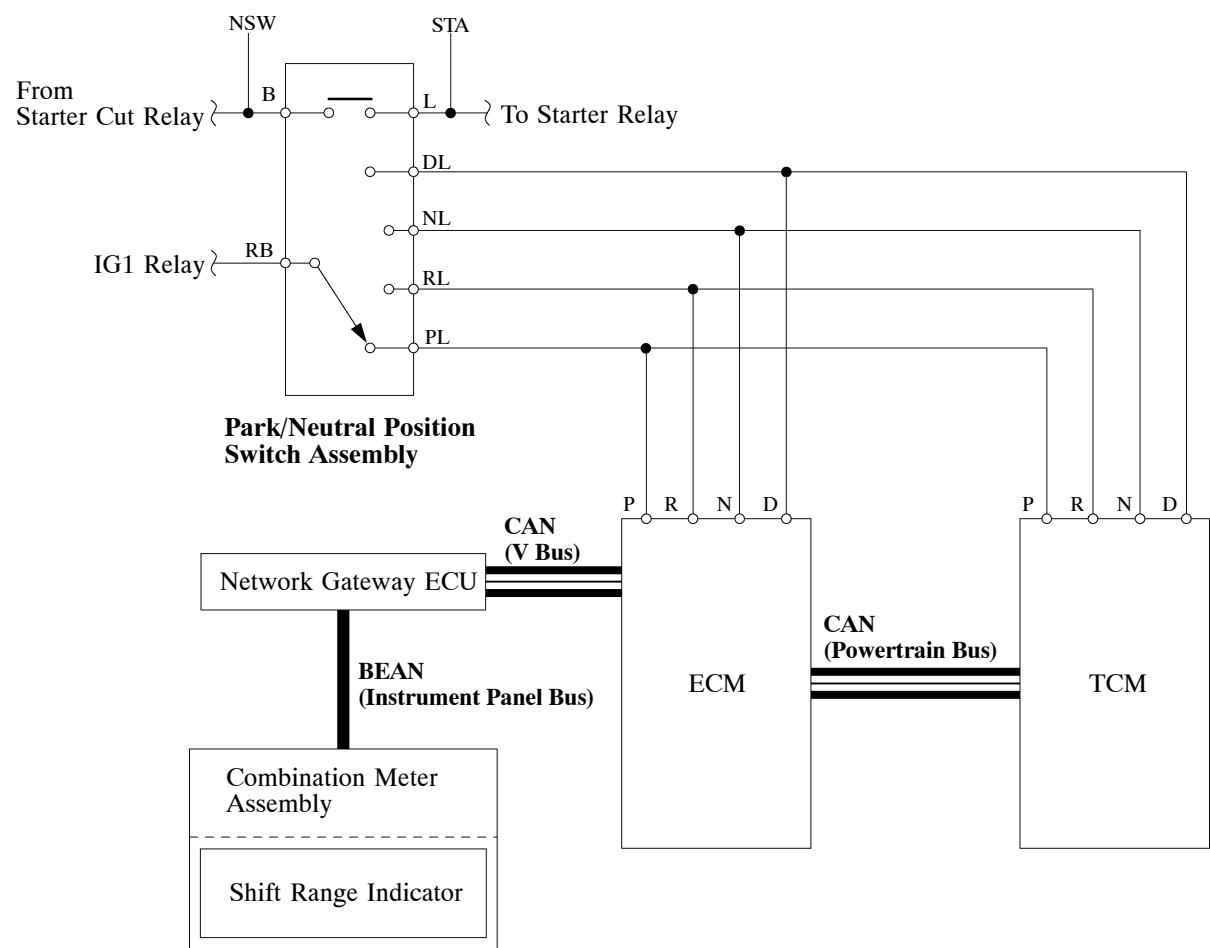 NSW
STA
From
Starter Cut Relay
B
L
To Starter Relay
DL
NL
IG1 Relay
RB
RL
PL
Park/Neutral Position
Switch Assembly
P
R
N
D
P
R
N
D
CAN
(V Bus)
Network Gateway ECU
CAN
(Powertrain Bus)
BEAN
(Instrument Panel Bus)
ECM
TCM
Combination Meter
Assembly
Shift Range Indicator